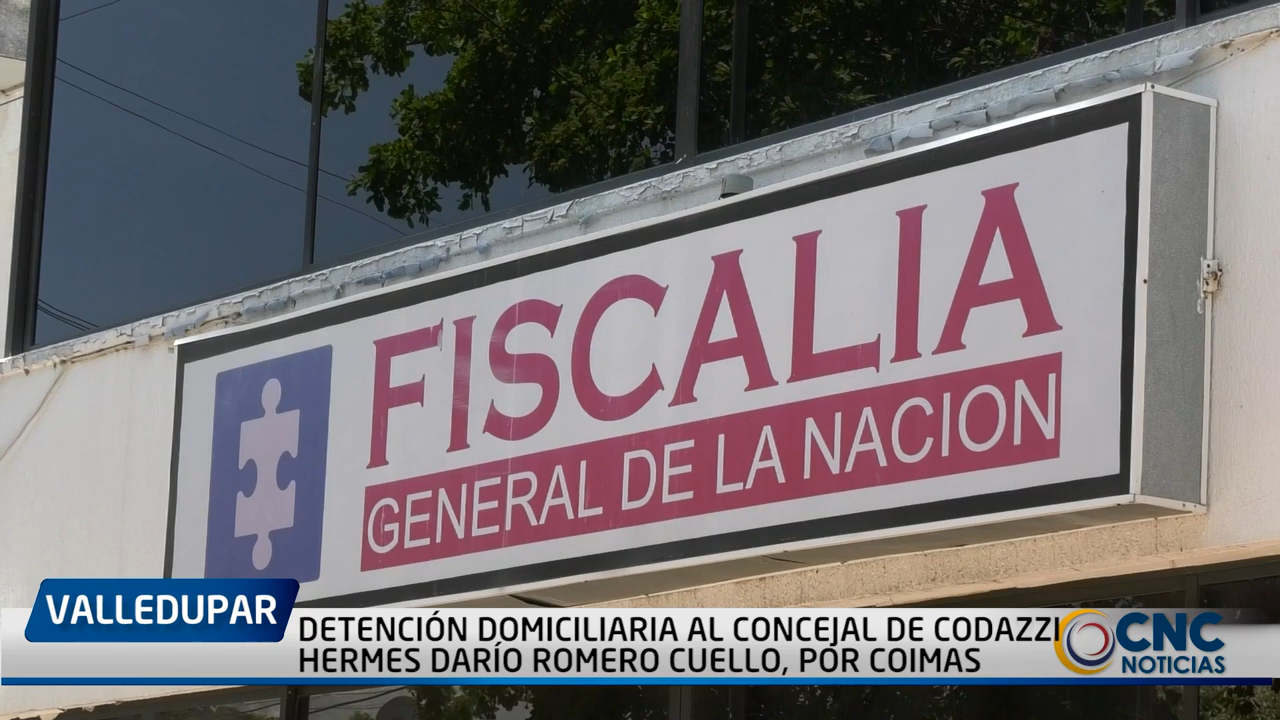 FISCALIA
GENERAL DE LA NACION
VALLEDUPAR
DETENCIÓN DOMICILIARIA AL CONCEJAL DE CODAZZI
HERMES DARÍO ROMERO CUELLO, POR COIMAS
CNC
NOTICIAS